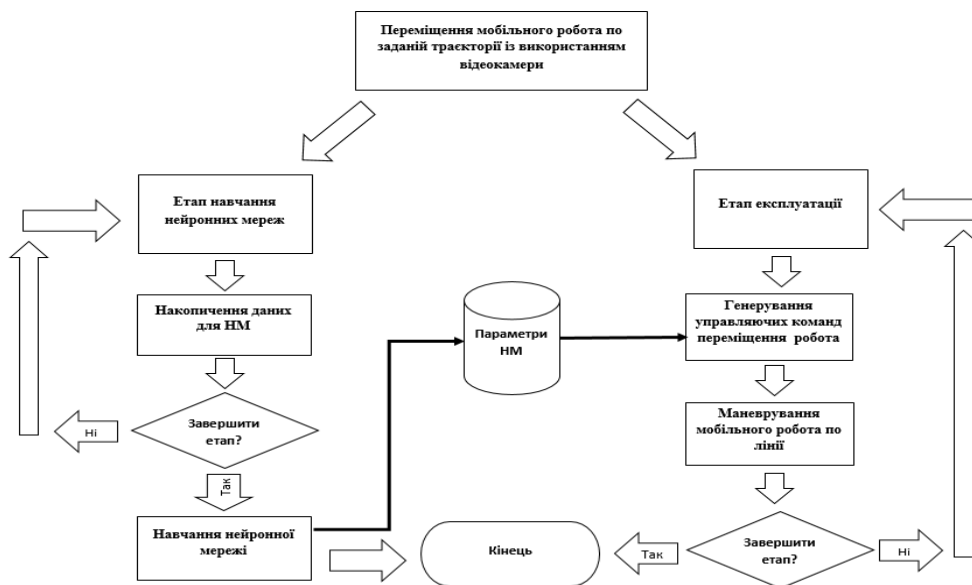 Переміщення мобільного робота по
заданій траєкторії із використанням
відеокамери
Етап навчання
нейронних мереж
Етап експлуатації
Накопичення даних
для НМ
Параметри
НМ
Генерування
управляючих команд
переміщення робота
Завершити
етап?
Ні
Так
Маневрування
мобільного робота по
лінії
Навчання нейронної
мережі
Кінець
Так
Завершити
етап?
Ні